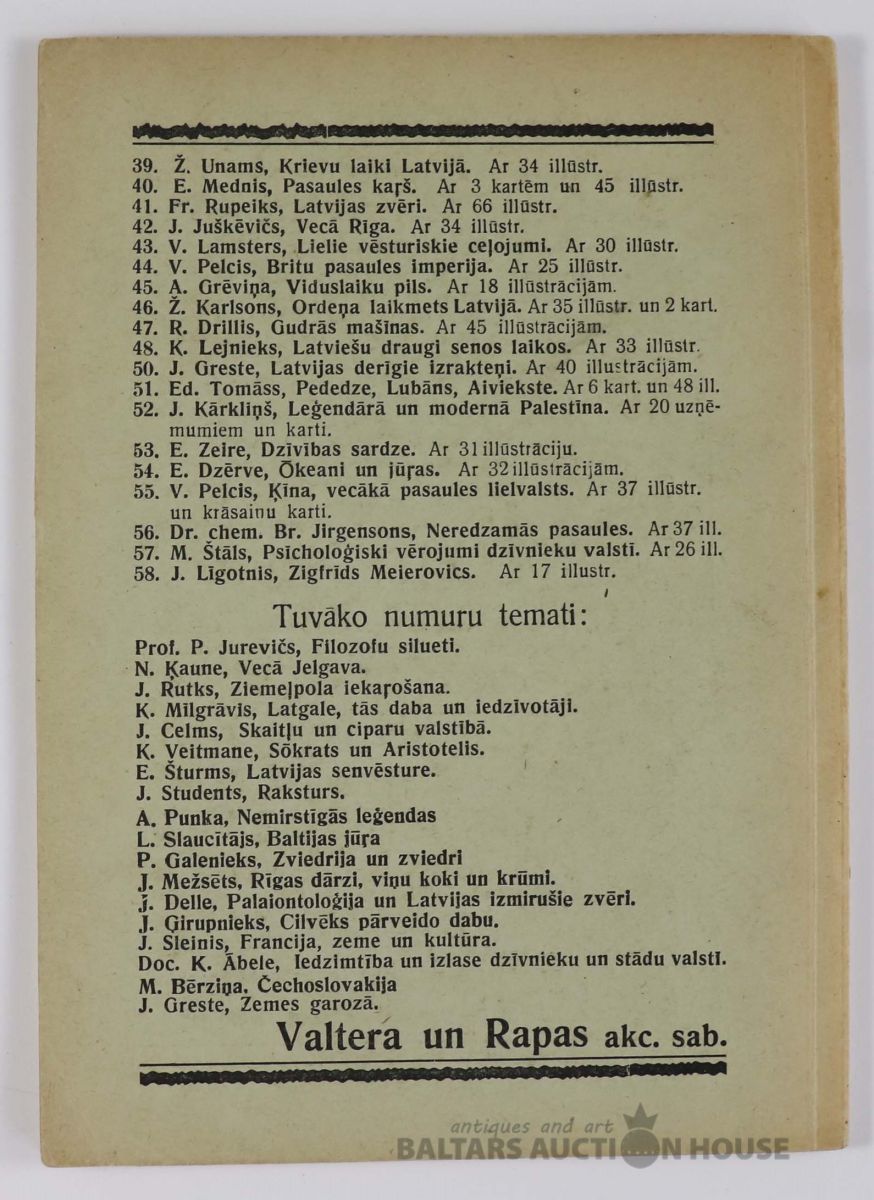 39. Ž. Unams, Krievu laiki Latvijā. Ar 34 illūstr.
40. E. Mednis, Pasaules kaŗš. Ar 3 kartēm un 45 illūstr.
41. Fr. Rupeiks, Latvijas zvēri. Ar 66 illūstr.
42. J. Juškēvičs, Vecā Rīga. Ar 34 illūstr.
43. V. Lamsters, Lielie vēsturiskie ceļojumi. Ar 30 illūstr.
44. V. Pelcis, Britu pasaules imperija. Ar 25 illūstr.
45. A. Grēviņa, Viduslaiku pils. Ar 18 illūstrācijām.
46. Ž. Karlsons, Ordeņa laikmets Latvijā. Ar 35 illūstr. un 2 kart.
47. R. Drillis, Gudrās mašīnas. Ar 45 illūstrācijām.
48. K. Lejnieks, Latviešu draugi senos laikos. Ar 33 illūstr.
50. J. Greste, Latvijas derīgie izrakteņi. Ar 40 illustrācijām.
51. Ed. Tomāss, Pededze, Lubāns, Aiviekste. Ar 6 kart. un 48 ill.
52. J. Kārkliņš, Leģendārā un modernā Palestīna. Ar 20 uzņē-
mumiem un karti.
53. E. Zeire, Dzīvības sardze. Ar 31 illūstrāciju.
54. E. Dzērve, Ōkeani un jūŗas. Ar 32 illūstrācijām.
55. V. Pelcis, Ķīna, vecākā pasaules lielvalsts. Ar 37 illūstr.
un krāsainu karti.
56. Dr. chem. Br. Jirgensons, Neredzamās pasaules. Ar 37 ill.
57. M. Štāls, Psīcholoģiski vērojumi dzīvnieku valstī. Ar 26 ill.
58. J. Līgotnis, Zigfrīds Meierovics. Ar 17 illustr.
Tuvāko numuru temati:
Prof. P. Jurevičs, Filozofu silueti.
N. Ķaune, Vecā Jelgava.
J. Rutks, Ziemeļpola iekaŗošana.
K. Mīlgrāvis, Latgale, tās daba un iedzīvotāji.
J. Celms, Skaitļu un ciparu valstībā.
K. Veitmane, Sōkrats un Aristotelis.
E. Šturms, Latvijas senvēsture.
J. Students, Raksturs.
A. Punka, Nemirstīgās leģendas
L. Slaucītājs, Baltijas jūŗa
P. Galenieks, Zviedrija un zviedri
J. Mežsēts, Rīgas dārzi, viņu koki un krūmi.
J. Delle, Palaiontoloģija un Latvijas izmirušie zvēri.
J. Ģirupnieks, Cilvēks pārveido dabu.
J. Sleinis, Francija, zeme un kultūra.
Doc. K. Ābele, Iedzimtība un izlase dzīvnieku un stādu valstī.
M. Bērziņa. Čechoslovakija
J. Greste, Zemes garozā.
Valtera un Rapas akc. sab.
antiques and art
BALTARS AUCTION HOUSE